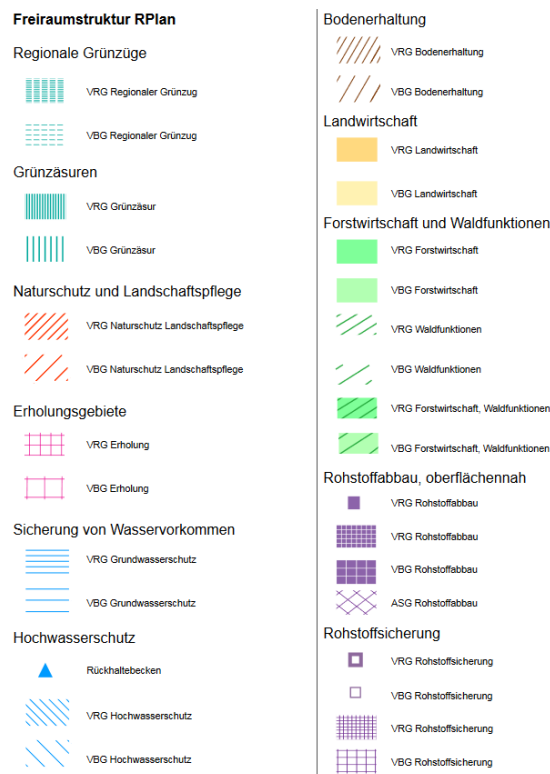 Freiraumstruktur RPlan
Regionale Grünzüge
VRG Regionaler Grünzug
VBG Regionaler Grünzug
Grünzäsuren
VRG Grünzäsur
VBG Grünzäsur
Naturschutz und Landschaftspflege
VRG Naturschutz Landschaftspflege
VBG Naturschutz Landschaftspflege
Erholungsgebiete
VRG Erholung
VBG Erholung
Sicherung von Wasservorkommen
VRG Grundwasserschutz
VBG Grundwasserschutz
Hochwasserschutz
Rückhaltebecken
VRG Hochwasserschutz
VBG Hochwasserschutz
Bodenerhaltung
VRG Bodenerhaltung
VBG Bodenerhaltung
Landwirtschaft
VRG Landwirtschaft
VBG Landwirtschaft
Forstwirtschaft und Waldfunktionen
VRG Forstwirtschaft
VBG Forstwirtschaft
VRG Waldfunktionen
VBG Waldfunktionen
VRG Forstwirtschaft, Waldfunktionen
VBG Forstwirtschaft, Waldfunktionen
Rohstoffabbau, oberflächennah
VRG Rohstoffabbau
VRG Rohstoffabbau
VBG Rohstoffabbau
ASG Rohstoffabbau
Rohstoffsicherung
VRG Rohstoffsicherung
VBG Rohstoffsicherung
VRG Rohstoffsicherung
VBG Rohstoffsicherung